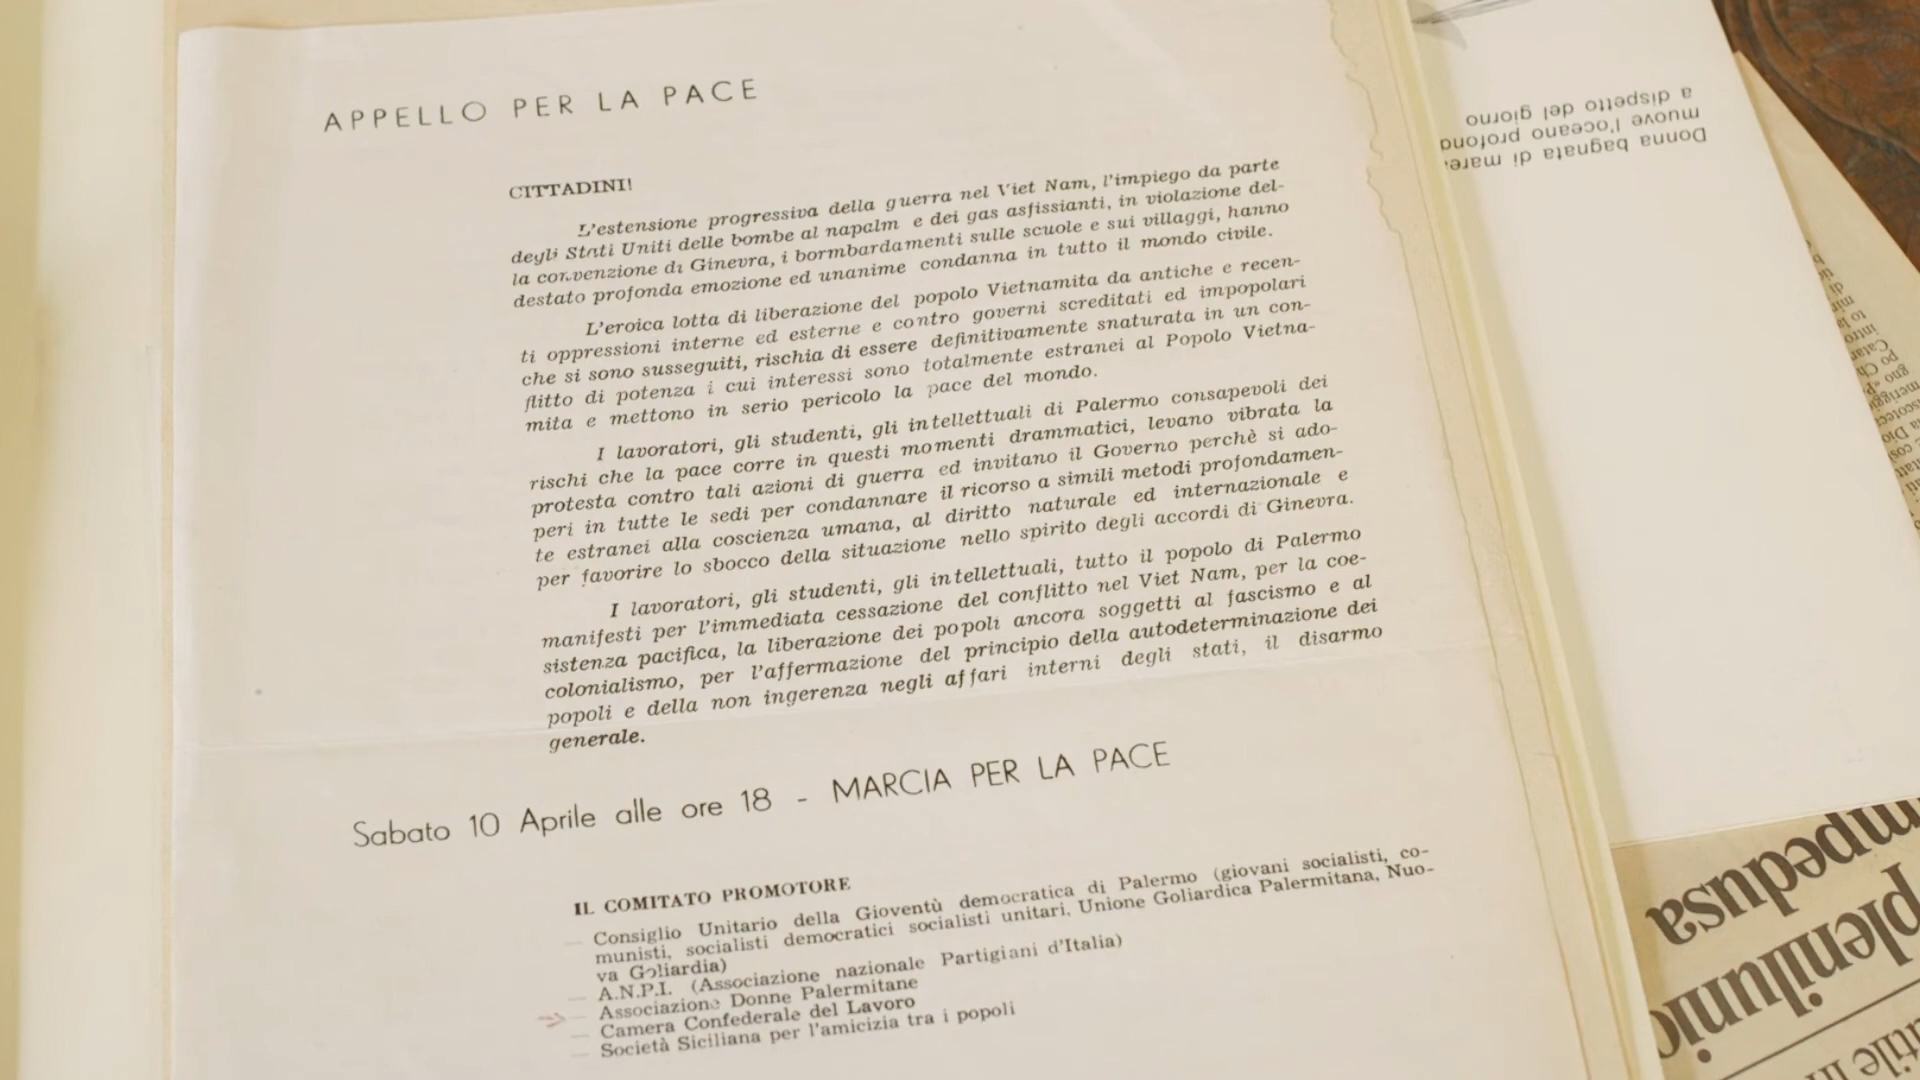 APPELLO PER LA PACE
CITTADINI!
L'estensione progressiva della guerra nel Viet Nam, l'impiego da parte
degli Stati Uniti delle bombe al napalm e dei gas asfissianti, in violazione del-
la convenzione di Ginevra, i bormbardamenti sulle scuole e sui villaggi, hanno
destato profonda emozione ed unanime condanna in tutto il mondo civile.
L'eroica lotta di liberazione del popolo Vietnamita da antiche e recen-
ti oppressioni interne ed esterne e contro governi screditati ed impopolari
che si sono susseguiti, rischia di essere definitivamente snaturata in un con-
flitto di potenza i cui interessi sono totalmente estranei al Popolo Vietna-
mita e mettono in serio pericolo la pace del mondo.
I lavoratori, gli studenti, gli intellettuali di Palermo consapevoli dei
rischi che la pace corre in questi momenti drammatici, levano vibrata la
protesta contro tali azioni di guerra ed invitano il Governo perchè si ado-
peri in tutte le sedi per condannare il ricorso a simili metodi profondamen-
te estranei alla coscienza umana, al diritto naturale ed internazionale e
per favorire lo sbocco della situazione nello spirito degli accordi di Ginevra.
I lavoratori, gli studenti, gli intellettuali, tutto il popolo di Palermo
manifesti per l'immediata cessazione del conflitto nel Viet Nam, per la coe-
sistenza pacifica, la liberazione dei popoli ancora soggetti al fascismo e al
colonialismo, per l'affermazione del principio della autodeterminazione dei
popoli e della non ingerenza negli affari interni degli stati, il disarmo
generale.
Sabato 10 Aprile alle ore 18 - MARCIA PER LA PACE
IL COMITATO PROMOTORE
— Consiglio Unitario della Gioventù democratica di Palermo (giovani socialisti, co-
munisti, socialisti democratici socialisti unitari, Unione Goliardica Palermitana, Nuo-
va Goliardia)
— A.N.P.I. (Associazione nazionale Partigiani d'Italia)
— Associazione Donne Palermitane
— Camera Confederale del Lavoro
— Società Siciliana per l'amicizia tra i popoli
Donna bagnata di mare,
muove l'oceano profond
a dispetto del giorno
plenilunio
mpedusa